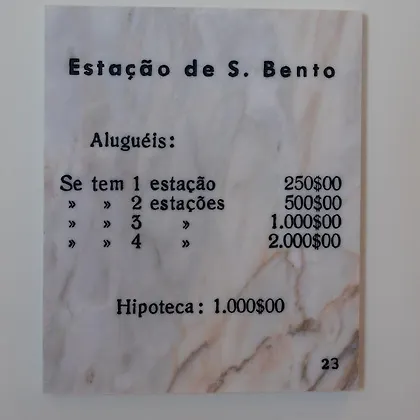 Estação de S. Bento
Aluguéis:
Se tem 1 estação 250$00
» » 2 estações 500$00
» » 3 » 1.000$00
» » 4 » 2.000$00
Hipoteca: 1.000$00
23